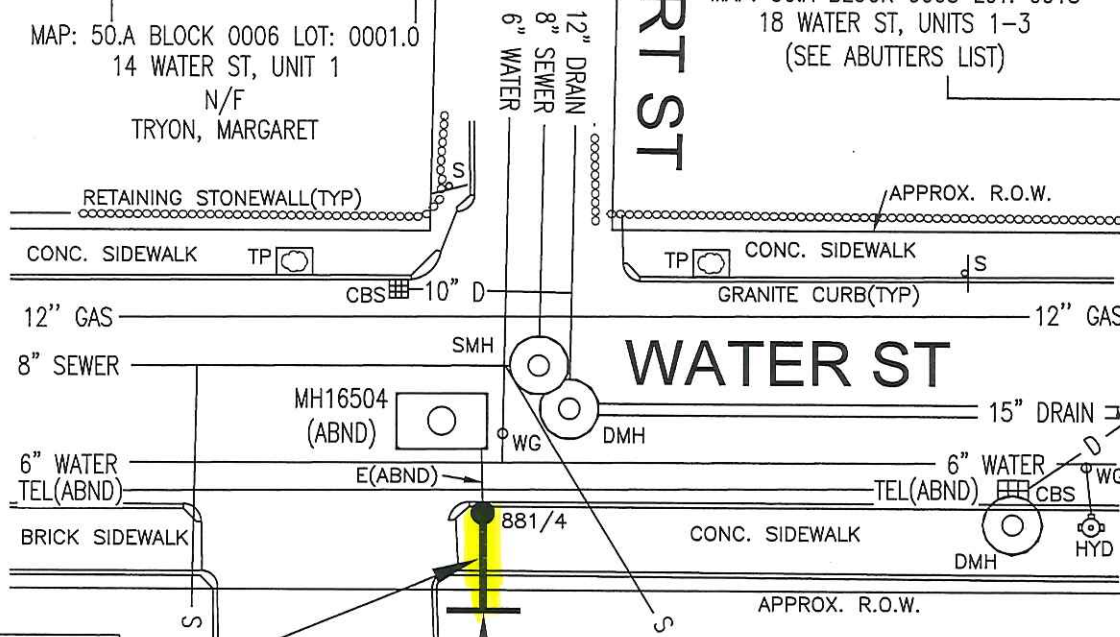 MAP: 50.A BLOCK 0006 LOT: 0001.0
14 WATER ST, UNIT 1
N/F
TRYON, MARGARET
6" WATER
8" SEWER
12" DRAIN
RT ST
18 WATER ST, UNITS 1-3
(SEE ABUTTERS LIST)
S
RETAINING STONEWALL(TYP)
APPROX. R.O.W.
CONC. SIDEWALK
TP
TP
CONC. SIDEWALK
S
CBS
10" D
GRANITE CURB(TYP)
12" GAS
12" GAS
8" SEWER
SMH
WATER ST
MH16504
(ABND)
WG
DMH
15" DRAIN
D
6" WATER
E(ABND)
6" WATER
WG
TEL(ABND)
TEL(ABND)
CBS
881/4
BRICK SIDEWALK
CONC. SIDEWALK
DMH
HYD
APPROX. R.O.W.
S
S